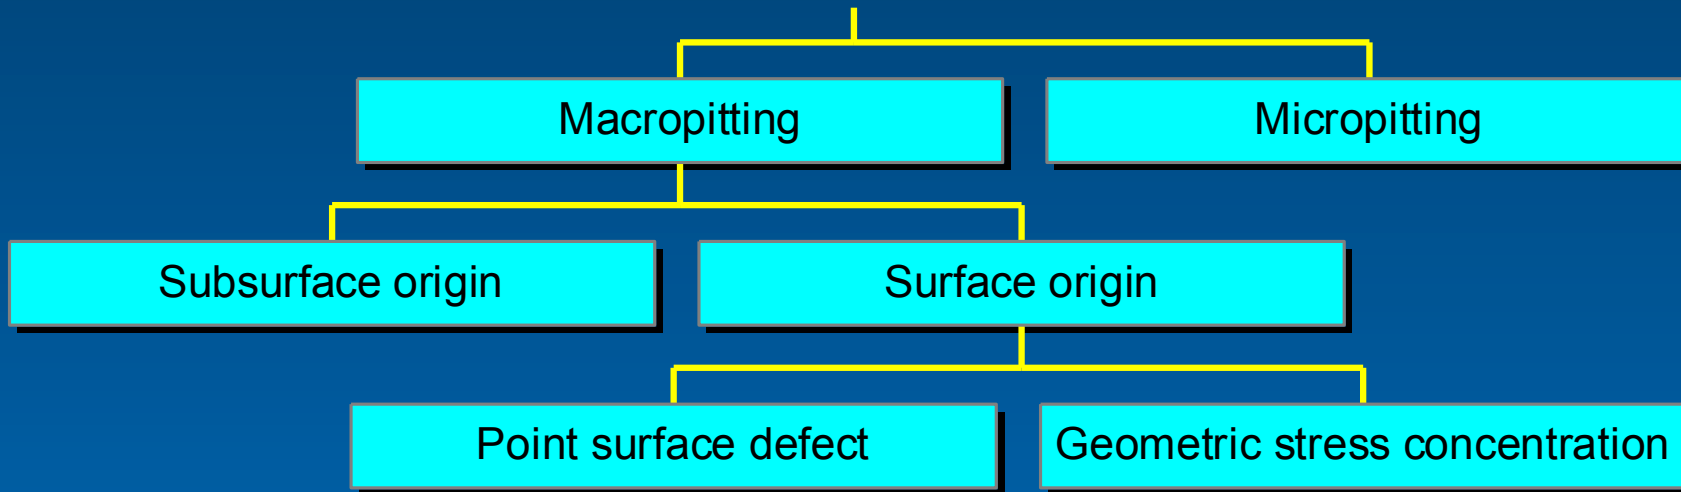 Macropitting
Micropitting
Subsurface origin
Surface origin
Point surface defect
Geometric stress concentration